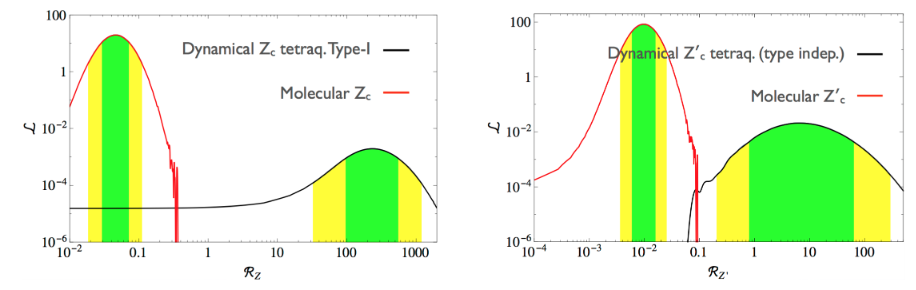 100
1
10⁻²
10⁻⁴
10⁻⁶
ℒ
Dynamical Z_c tetraq. Type-I
Molecular Z_c
10⁻² 0.1 1 10 100 1000
ℛ_Z
100
1
10⁻²
10⁻⁴
10⁻⁶
ℒ
Dynamical Z′_c tetraq. (type indep.)
Molecular Z′_c
10⁻⁴ 10⁻³ 10⁻² 0.1 1 10 100
ℛ_Z'